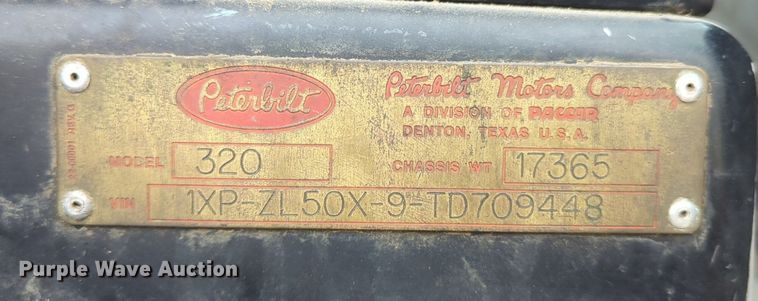 Peterbilt
Peterbilt Motors Company
A DIVISION OF PACCAR
DENTON, TEXAS U.S.A.
MODEL 320 CHASSIS WT 17365
VIN 1XP-ZL50X-9-TD709448
Purple Wave Auction